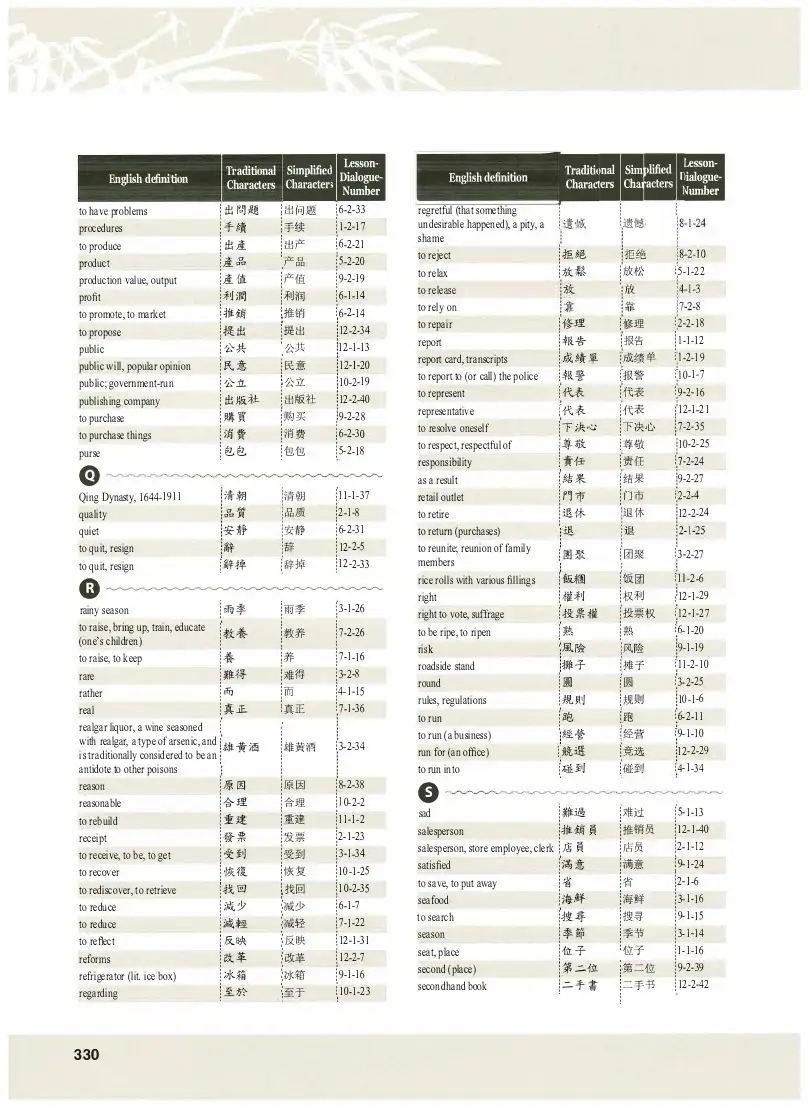 English definition Traditional Characters Simplified Characters Lesson-Dialogue-Number
to have problems 出問題 出问题 6-2-33
procedures 手續 手续 1-2-17
to produce 出產 出产 6-2-21
product 產品 产品 5-2-20
production value, output 產值 产值 9-2-19
profit 利潤 利润 6-1-14
to promote, to market 推銷 推销 6-2-14
to propose 提出 提出 12-2-34
public 公共 公共 12-1-13
public will, popular opinion 民意 民意 12-1-20
public; government-run 公立 公立 10-2-19
publishing company 出版社 出版社 12-2-40
to purchase 購買 购买 9-2-28
to purchase things 消費 消费 6-2-30
purse 包包 包包 5-2-18
Q
Qing Dynasty, 1644-1911 清朝 清朝 11-1-37
quality 品質 品质 2-1-8
quiet 安靜 安静 6-2-31
to quit, resign 辭 辞 12-2-5
to quit, resign 辭掉 辞掉 12-2-33
R
rainy season 雨季 雨季 3-1-26
to raise, bring up, train, educate
(one's children) 教養 教养 7-2-26
to raise, to keep 養 养 7-1-16
rare 難得 难得 3-2-8
rather 而 而 4-1-15
real 真正 真正 7-1-36
realgar liquor, a wine seasoned
with realgar, a type of arsenic, and
is traditionally considered to be an
antidote to other poisons 雄黃酒 雄黄酒 3-2-34
reason 原因 原因 8-2-38
reasonable 合理 合理 10-2-2
to rebuild 重建 重建 11-1-2
receipt 發票 发票 2-1-23
to receive, to be, to get 受到 受到 3-1-34
to recover 恢復 恢复 10-1-25
to rediscover, to retrieve 找回 找回 10-2-35
to reduce 減少 减少 6-1-7
to reduce 減輕 减轻 7-1-22
to reflect 反映 反映 12-1-31
reforms 改革 改革 12-2-7
refrigerator (lit. ice box) 冰箱 冰箱 9-1-16
regarding 至於 至于 10-1-23
English definition Traditional Characters Simplified Characters Lesson-Dialogue-Number
regretful (that something
undesirable happened), a pity, a
shame 遺憾 遗憾 8-1-24
to reject 拒絕 拒绝 8-2-10
to relax 放鬆 放松 5-1-22
to release 放 放 4-1-3
to rely on 靠 靠 7-2-8
to repair 修理 修理 2-2-18
report 報告 报告 1-1-12
report card, transcripts 成績單 成绩单 1-2-19
to report to (or call) the police 報警 报警 10-1-7
to represent 代表 代表 9-2-16
representative 代表 代表 12-1-21
to resolve oneself 下決心 下决心 7-2-35
to respect, respectful of 尊敬 尊敬 10-2-25
responsibility 責任 责任 7-2-24
as a result 結果 结果 9-2-27
retail outlet 門市 门市 2-2-4
to retire 退休 退休 12-2-24
to return (purchases) 退 退 2-1-25
to reunite; reunion of family
members 團聚 团聚 3-2-27
rice rolls with various fillings 飯糰 饭团 11-2-6
right 權利 权利 12-1-29
right to vote, suffrage 投票權 投票权 12-1-27
to be ripe, to ripen 熟 熟 6-1-20
risk 風險 风险 9-1-19
roadside stand 攤子 摊子 11-2-10
round 圓 圆 3-2-25
rules, regulations 規則 规则 10-1-6
to run 跑 跑 6-2-11
to run (a business) 經營 经营 9-1-10
run for (an office) 競選 竞选 12-2-29
to run into 碰到 碰到 4-1-34
S
sad 難過 难过 5-1-13
salesperson 推銷員 推销员 12-1-40
salesperson, store employee, clerk 店員 店员 2-1-12
satisfied 滿意 满意 9-1-24
to save, to put away 省 省 2-1-6
seafood 海鮮 海鲜 3-1-16
to search 搜尋 搜寻 9-1-15
season 季節 季节 3-1-14
seat, place 位子 位子 1-1-16
second (place) 第二位 第二位 9-2-39
secondhand book 二手書 二手书 12-2-42
330